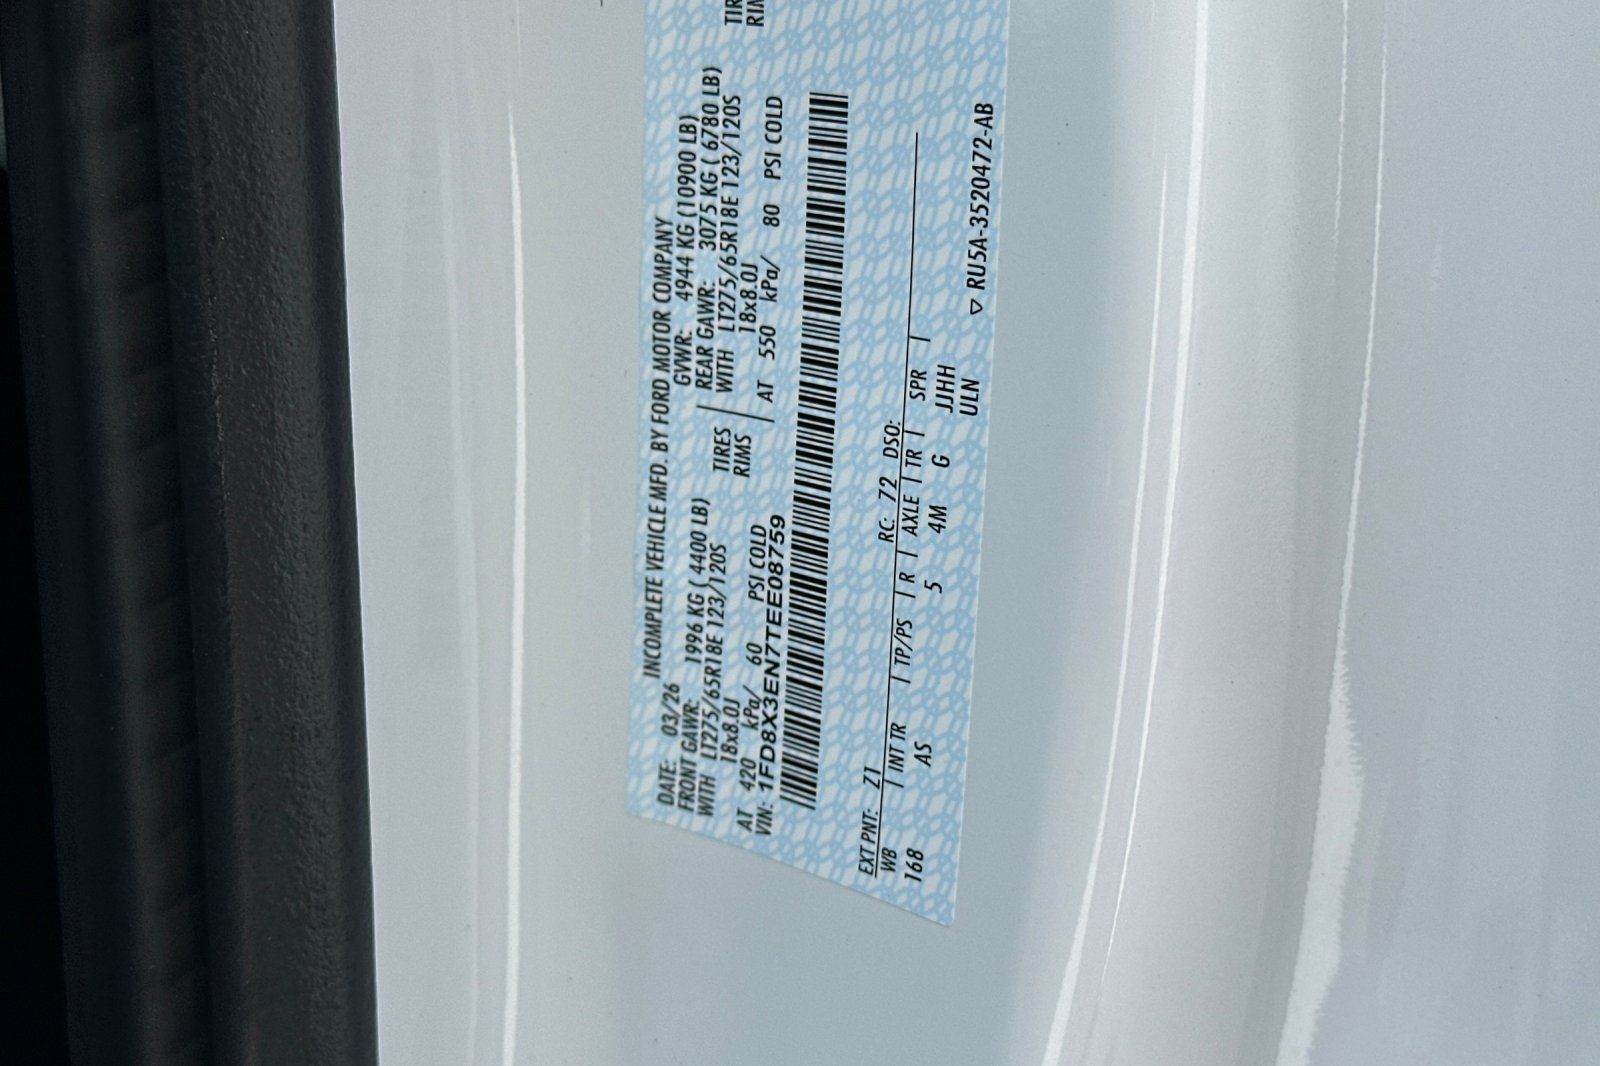 INCOMPLETE VEHICLE MFD. BY FORD MOTOR COMPANY
DATE: 03/26 GVWR: 4944 KG (10900 LB)
FRONT GAWR: 1996 KG ( 4400 LB) REAR GAWR: 3075 KG ( 6780 LB)
WITH LT275/65R18E 123/120S TIRES WITH LT275/65R18E 123/120S TIR
18x8.0J RIMS 18x8.0J RIM
AT 420 kPa/ 60 PSI COLD AT 550 kPa/ 80 PSI COLD
VIN: 1FD8X3EN7TEE08759
EXT PNT: Z1 RC: 72 DSO:
WB INT TR TP/PS R AXLE TR SPR
168 AS 5 4M G JJHH
ULN
▽ RU5A-3520472-AB